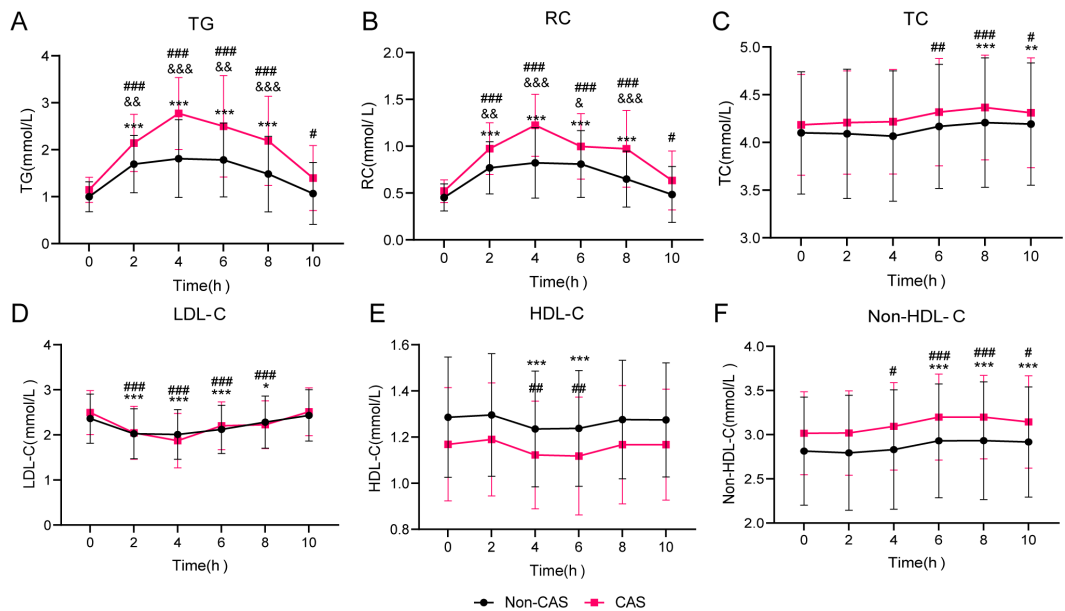 A
TG
TG(mmol/L)
4
3
2
1
0
###
&&
***
###
&&&
***
###
&&
***
###
&&&
***
#
0 2 4 6 8 10
Time(h )
B
RC
RC(mmol/L)
2.0
1.5
1.0
0.5
0.0
###
&&
***
###
&&&
***
###
&
***
###
&&&
***
#
0 2 4 6 8 10
Time(h )
C
TC
TC(mmol/L)
5.0
4.5
4.0
3.5
3.0
##
###
***
#
**
0 2 4 6 8 10
Time(h )
D
LDL-C
LDL-C(mmol/L )
4
3
2
1
0
###
***
###
***
###
***
###
*
0 2 4 6 8 10
Time(h )
E
HDL-C
HDL-C(mmol/L )
1.6
1.4
1.2
1.0
0.8
***
##
***
##
0 2 4 6 8 10
Time(h )
F
Non-HDL- C
Non-HDL-C(mmol/L )
4.0
3.5
3.0
2.5
2.0
#
###
***
###
***
#
***
0 2 4 6 8 10
Time(h )
Non-CAS CAS